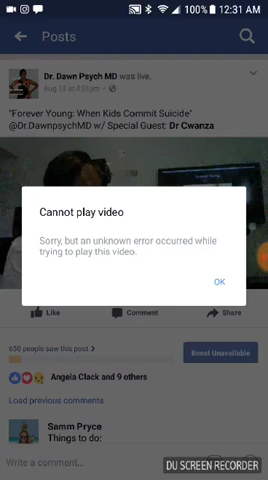 100% 12:31 AM
Posts
Dr. Dawn Psych MD was live.
Aug 13 at 4:01pm
"Forever Young: When Kids Commit Suicide"
@Dr.DawnpsychMD w/ Special Guest: Dr Cwanza
Cannot play video
Sorry, but an unknown error occurred while
trying to play this video.
OK
Like Comment Share
650 people saw this post >
Boost Unavailable
Angela Clack and 9 others
Load previous comments
Samm Pryce
Things to do:
Write a comment...
DU SCREEN RECORDER